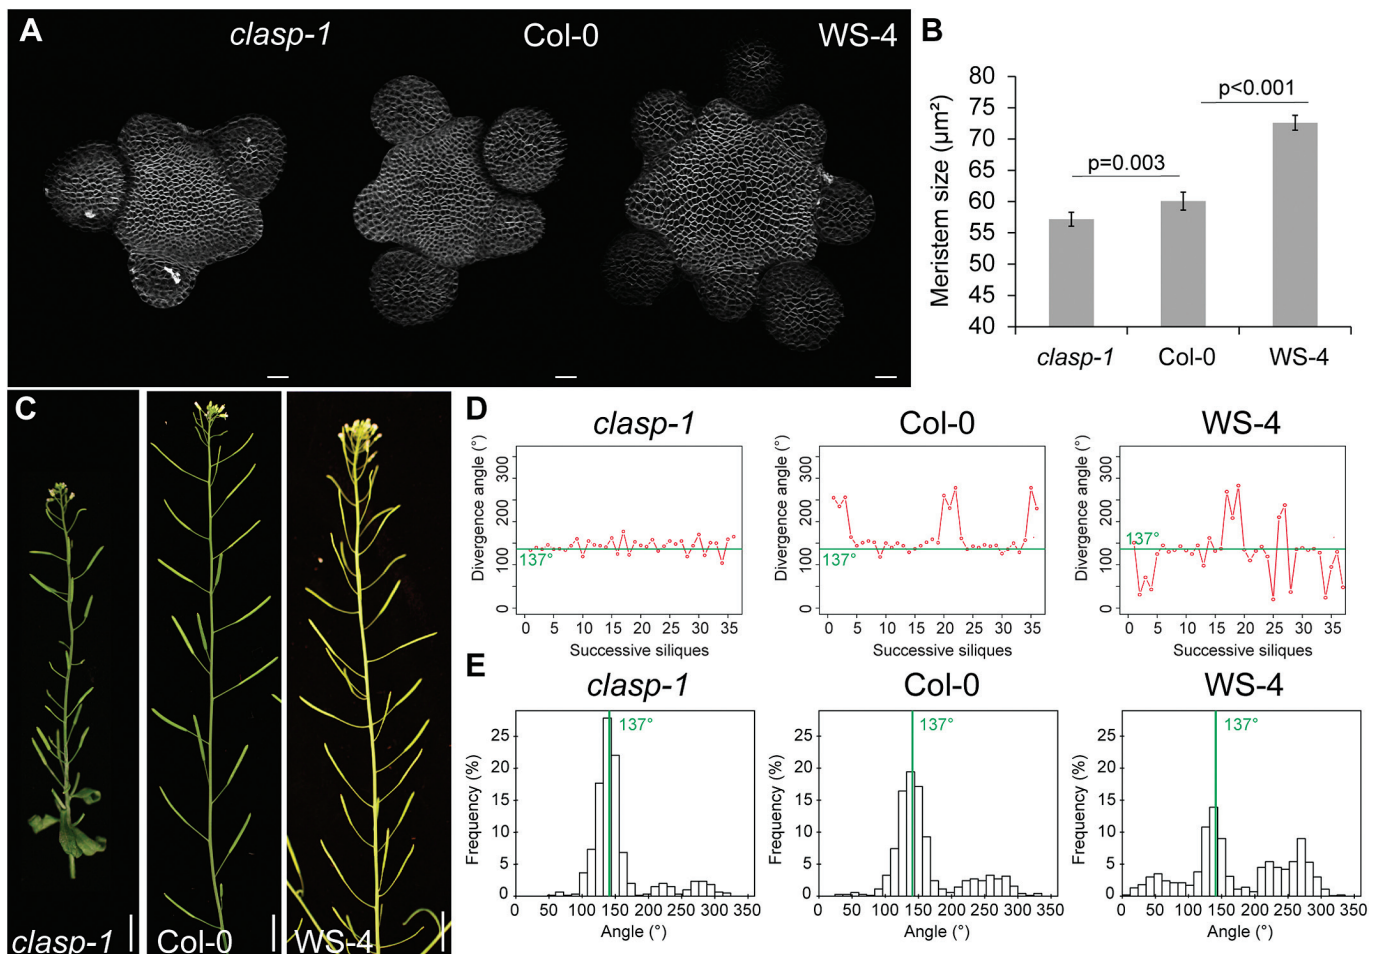 A
clasp-1
Col-0
WS-4
B
Meristem size (µm²)
80
75
70
65
60
55
50
45
40
p=0.003
p<0.001
clasp-1
Col-0
WS-4
C
clasp-1
Col-0
WS-4
D
clasp-1
Divergence angle (°)
300
200
100
0
137°
0 5 10 15 20 25 30 35
Successive siliques
Col-0
Divergence angle (°)
300
200
100
0
137°
0 5 10 15 20 25 30 35
Successive siliques
WS-4
Divergence angle (°)
300
200
100
0
137°
0 5 10 15 20 25 30 35
Successive siliques
E
clasp-1
Frequency (%)
25
20
15
10
5
0
137°
0 50 100 150 200 250 300 350
Angle (°)
Col-0
Frequency (%)
25
20
15
10
5
0
137°
0 50 100 150 200 250 300 350
Angle (°)
WS-4
Frequency (%)
25
20
15
10
5
0
137°
0 50 100 150 200 250 300 350
Angle (°)